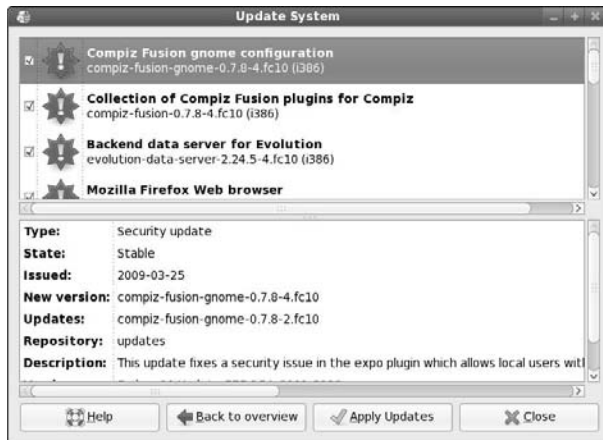 Update System
Compiz Fusion gnome configuration
compiz-fusion-gnome-0.7.8-4.fc10 (i386)
Collection of Compiz Fusion plugins for Compiz
compiz-fusion-0.7.8-4.fc10 (i386)
Backend data server for Evolution
evolution-data-server-2.24.5-4.fc10 (i386)
Mozilla Firefox Web browser
Type: Security update
State: Stable
Issued: 2009-03-25
New version: compiz-fusion-gnome-0.7.8-4.fc10
Updates: compiz-fusion-gnome-0.7.8-2.fc10
Repository: updates
Description: This update fixes a security issue in the expo plugin which allows local users
Help Back to overview Apply Updates Close